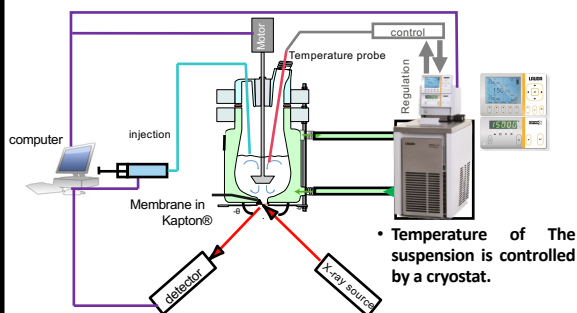 Motor
control
Temperature probe
Regulation
LAUDA
computer
injection
Membrane in
Kapton®
-θ
detector
X-ray source
• Temperature of The
suspension is controlled
by a cryostat.